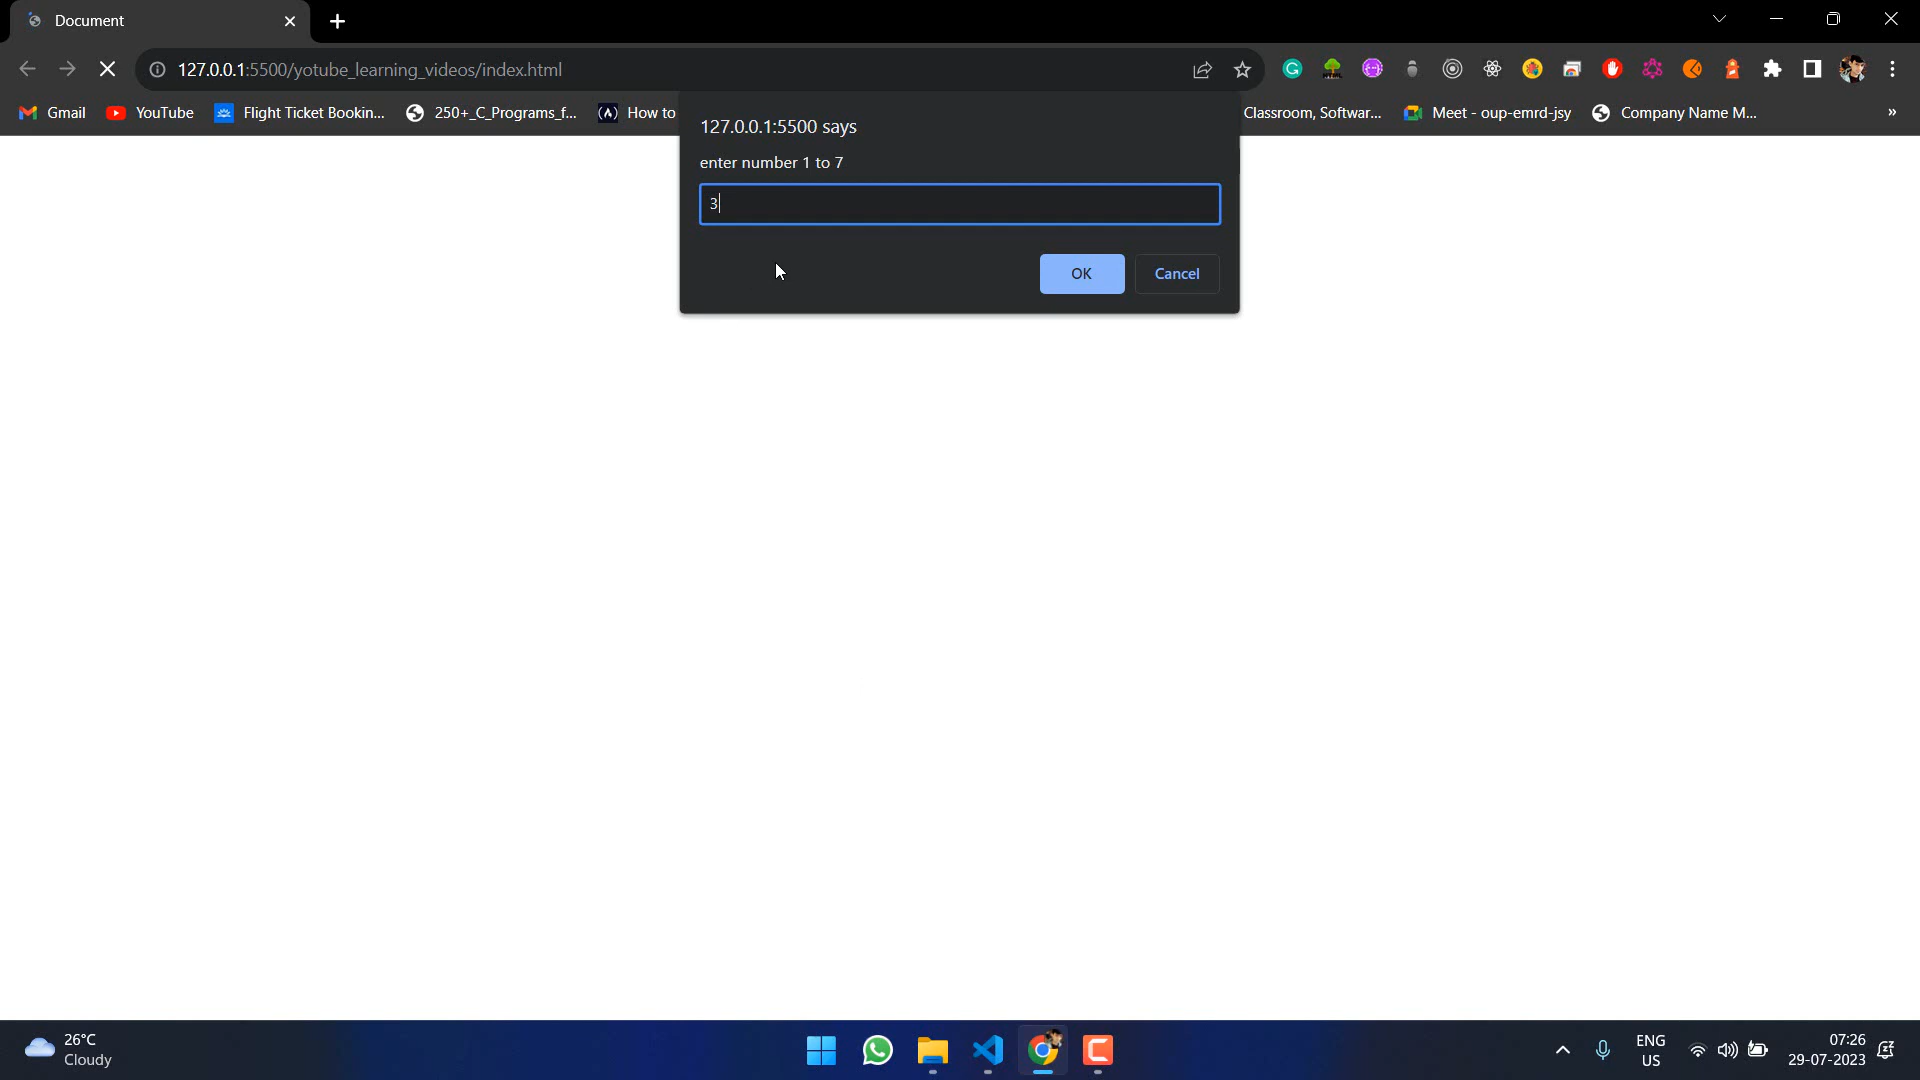 Document
127.0.0.1:5500/yotube_learning_videos/index.html
Gmail YouTube Flight Ticket Bookin... 250+_C_Programs_f... How to Classroom, Softwar... Meet - oup-emrd-jsy Company Name M... »
127.0.0.1:5500 says
enter number 1 to 7
3
OK Cancel
26°C
Cloudy
ENG
US
07:26
29-07-2023